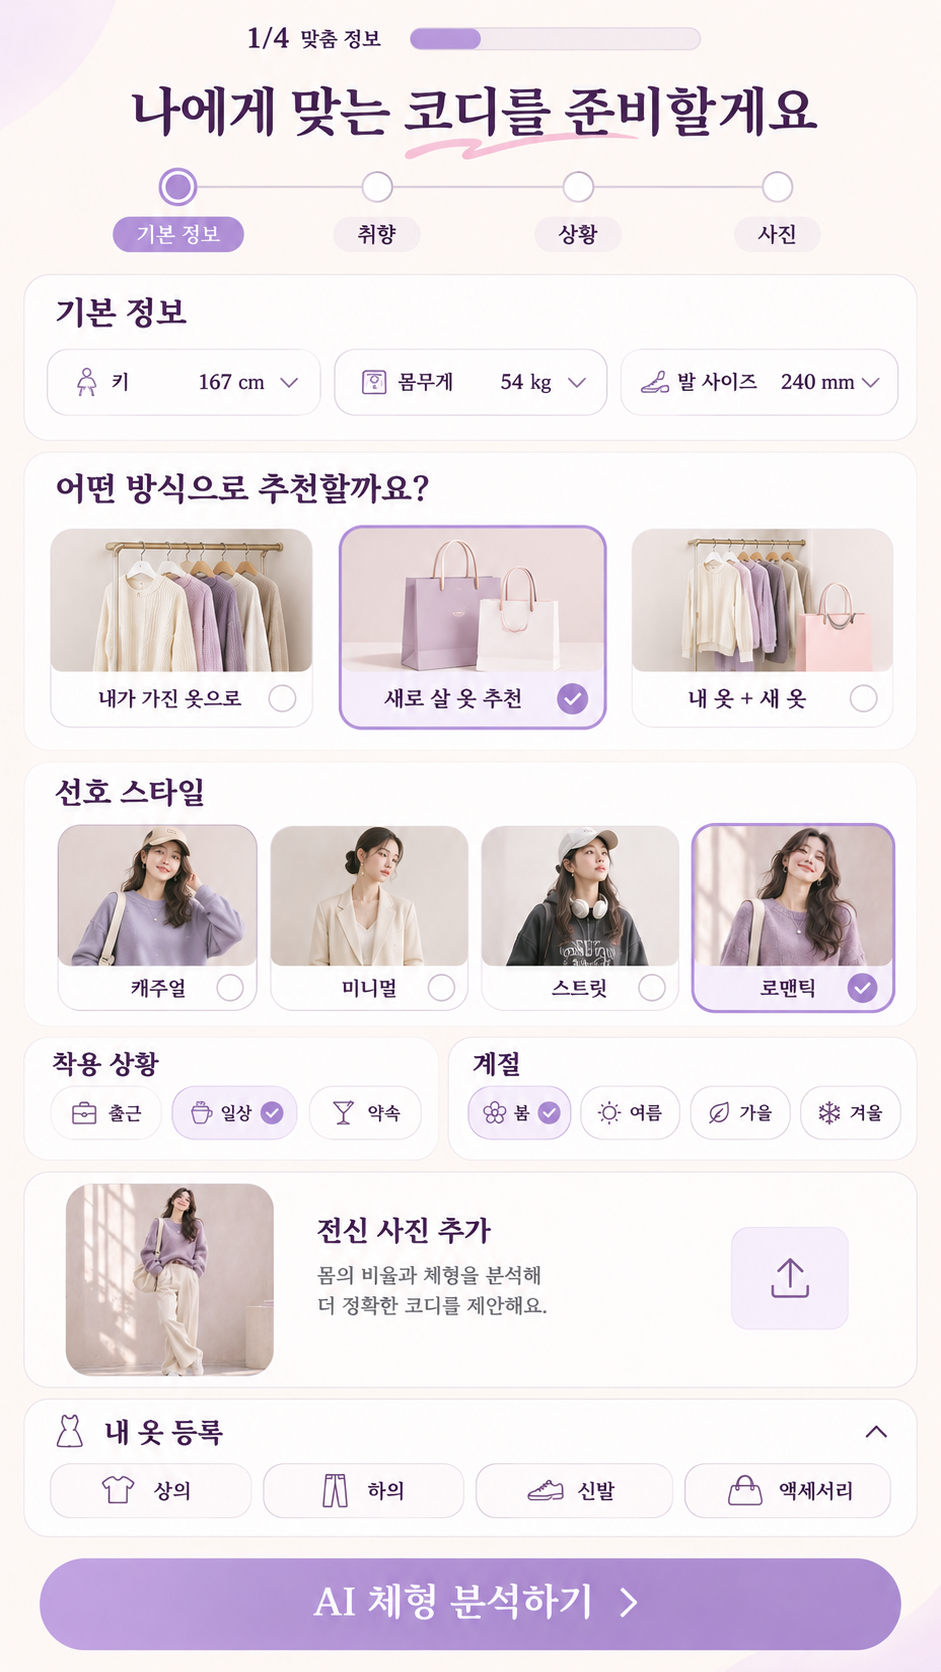 1/4 맞춤 정보
나에게 맞는 코디를 준비할게요
기본 정보 취향 상황 사진
기본 정보
키 167 cm 몸무게 54 kg 발 사이즈 240 mm
어떤 방식으로 추천할까요?
내가 가진 옷으로 새로 살 옷 추천 내 옷 + 새 옷
선호 스타일
캐주얼 미니멀 스트릿 로맨틱
착용 상황 계절
출근 일상 약속 봄 여름 가을 겨울
전신 사진 추가
몸의 비율과 체형을 분석해
더 정확한 코디를 제안해요.
내 옷 등록
상의 하의 신발 액세서리
AI 체형 분석하기